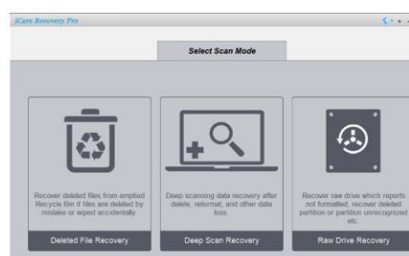 iCare Recovery Pro
Select Scan Mode
Recover deleted files from emptied
Recycle Bin if files are deleted by
mistake or wiped accidentally
Deleted File Recovery
Deep scanning data recovery after
delete, reformat, and other data
loss
Deep Scan Recovery
Recover raw drive which reports
not formatted, recover deleted
partition or partition unrecognized
etc.
Raw Drive Recovery